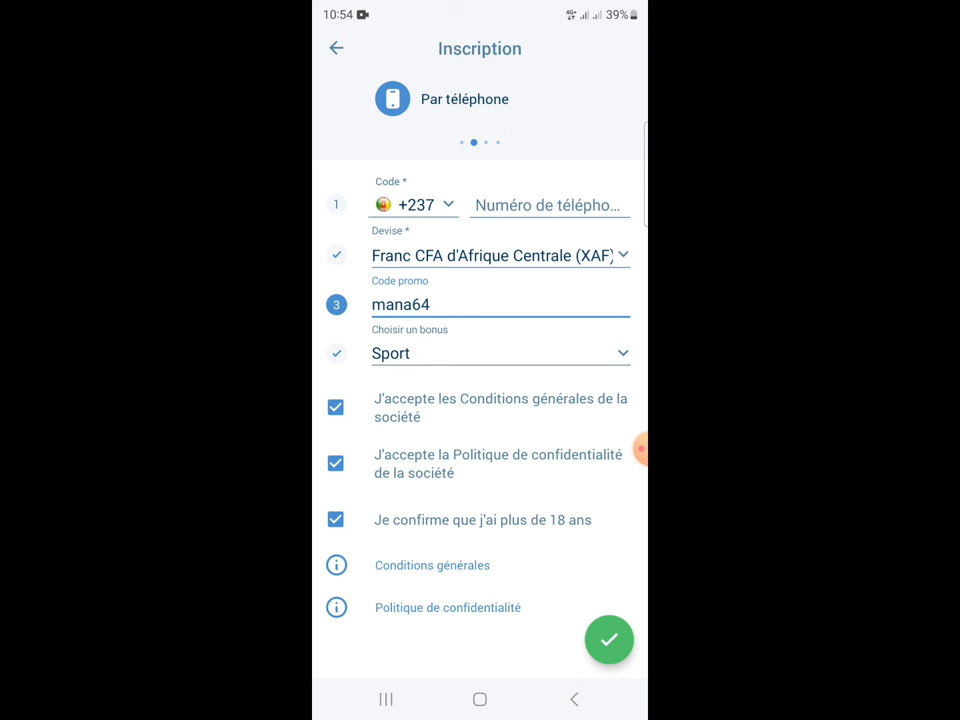 10:54
4G+ 39%
Inscription
Par téléphone
Code *
1 +237 Numéro de télépho...
Devise *
Franc CFA d'Afrique Centrale (XAF)
Code promo
3 mana64
Choisir un bonus
Sport
J'accepte les Conditions générales de la
société
J'accepte la Politique de confidentialité
de la société
Je confirme que j'ai plus de 18 ans
Conditions générales
Politique de confidentialité